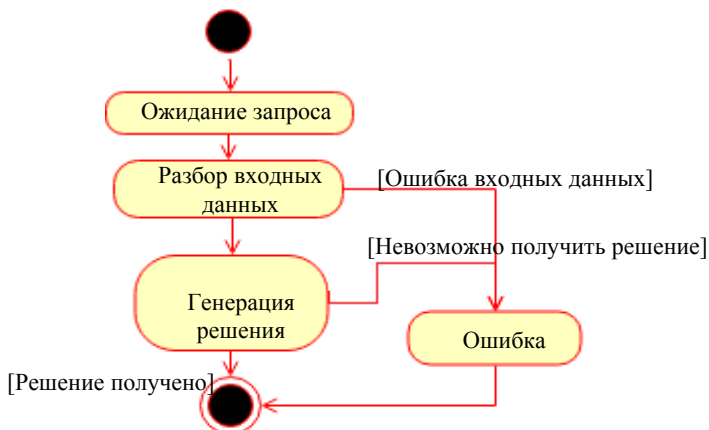 Ожидание запроса
Разбор входных
данных
[Ошибка входных данных]
[Невозможно получить решение]
Генерация
решения
Ошибка
[Решение получено]